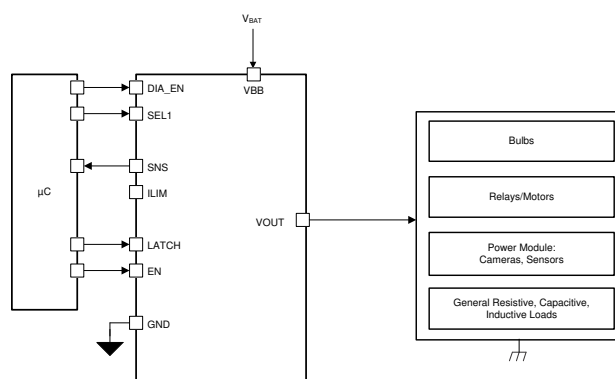 V_BAT
DIA_EN
VBB
SEL1
Bulbs
SNS
µC
ILIM
Relays/Motors
VOUT
LATCH
Power Module:
Cameras, Sensors
EN
General Resistive, Capacitive,
Inductive Loads
GND